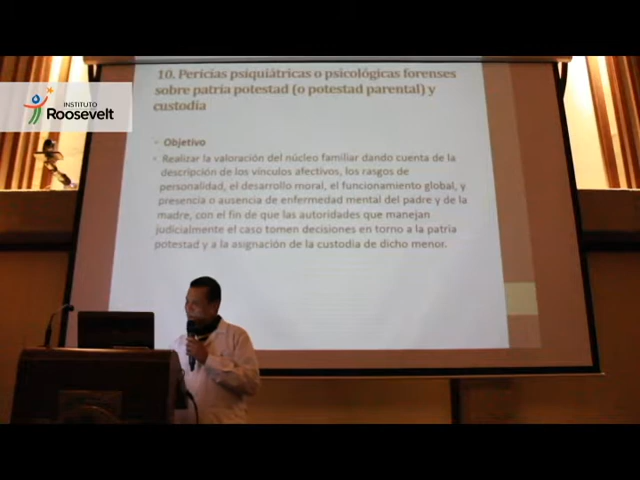 INSTITUTO
Roosevelt
10. Pericias psiquiátricas o psicológicas forenses
sobre patria potestad (o potestad parental) y
custodia
• Objetivo
• Realizar la valoración del núcleo familiar dando cuenta de la
descripción de los vínculos afectivos, los rasgos de
personalidad, el desarrollo moral, el funcionamiento global, y
presencia o ausencia de enfermedad mental del padre y de la
madre, con el fin de que las autoridades que manejan
judicialmente el caso tomen decisiones en torno a la patria
potestad y a la asignación de la custodia de dicho menor.